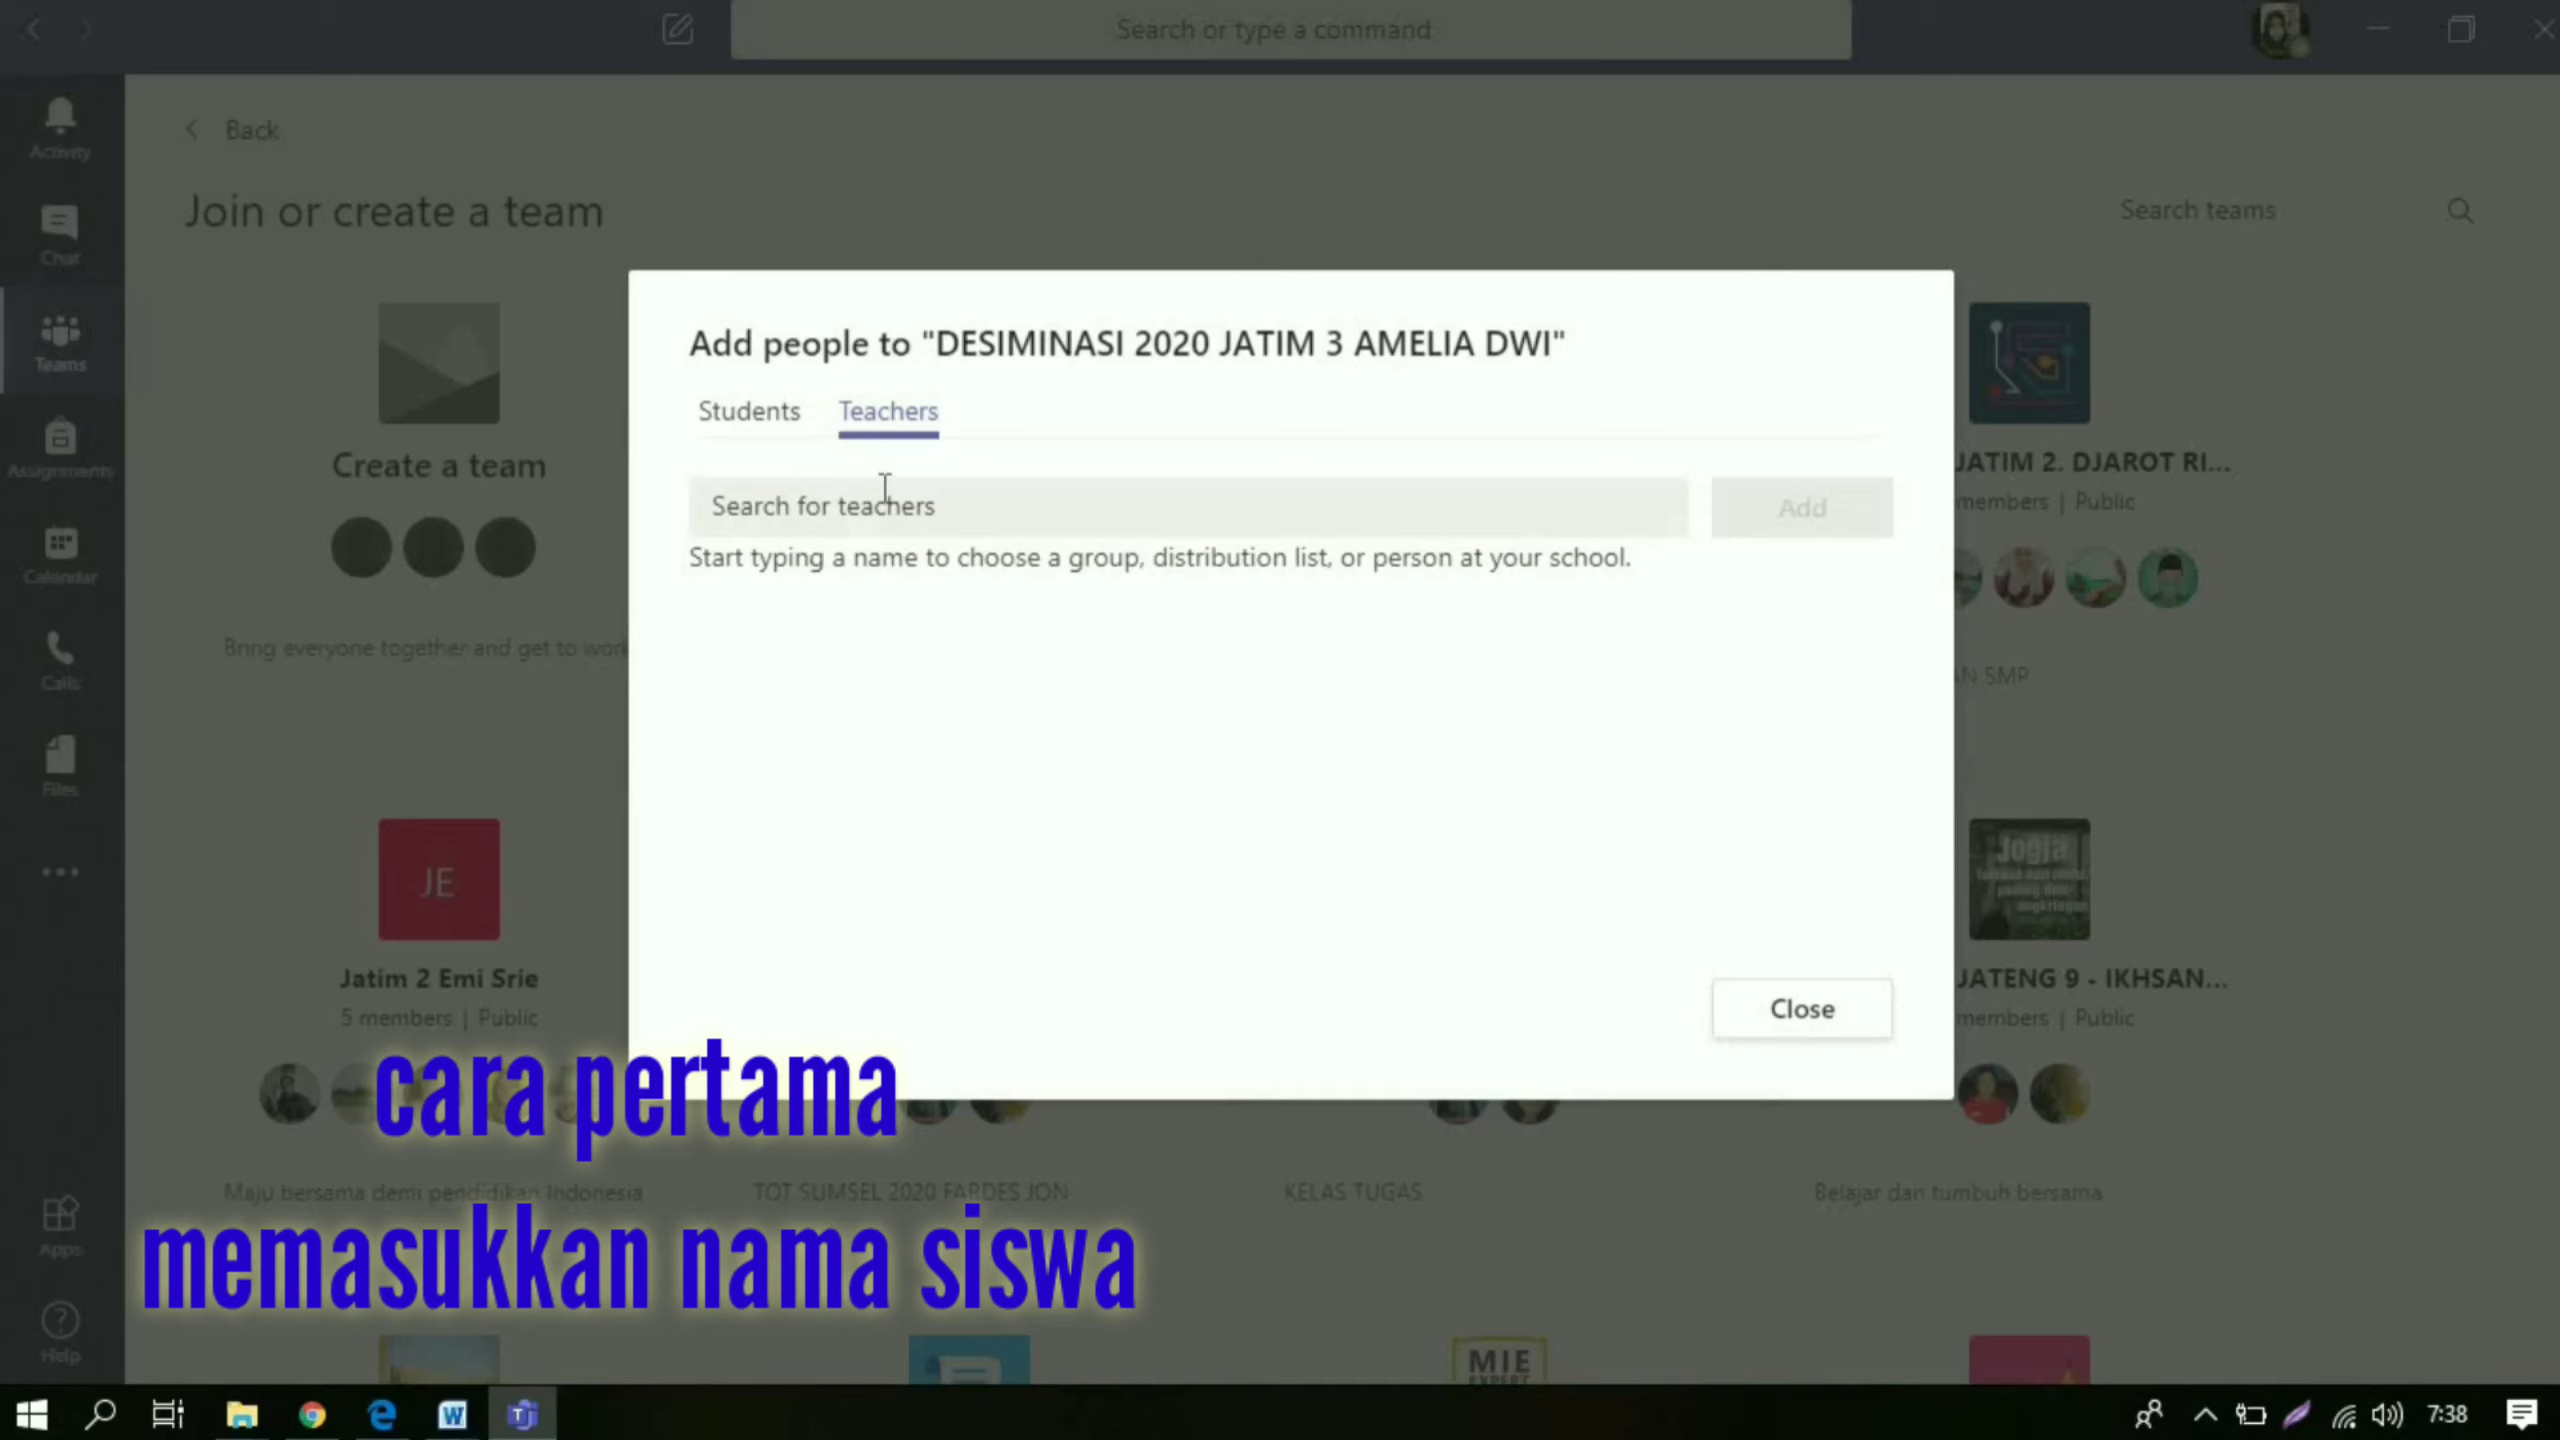 Search or type a command
Activity
Chat
Teams
Assignments
Calendar
Calls
Files
Apps
Help
Back
Join or create a team
Search teams
Create a team
Bring everyone together and get to work
Add people to "DESIMINASI 2020 JATIM 3 AMELIA DWI"
Students
Teachers
Search for teachers
Add
Start typing a name to choose a group, distribution list, or person at your school.
Close
JATIM 2. DJAROT RI...
members | Public
SMP
JE
Jatim 2 Emi Srie
5 members | Public
Jogja
JATENG 9 - IKHSAN...
members | Public
Maju bersama demi pendidikan Indonesia
TOT SUMSEL 2020 FARDES JON
KELAS TUGAS
Belajar dan tumbuh bersama
cara pertama
memasukkan nama siswa
MIE
EXPERT
7:38